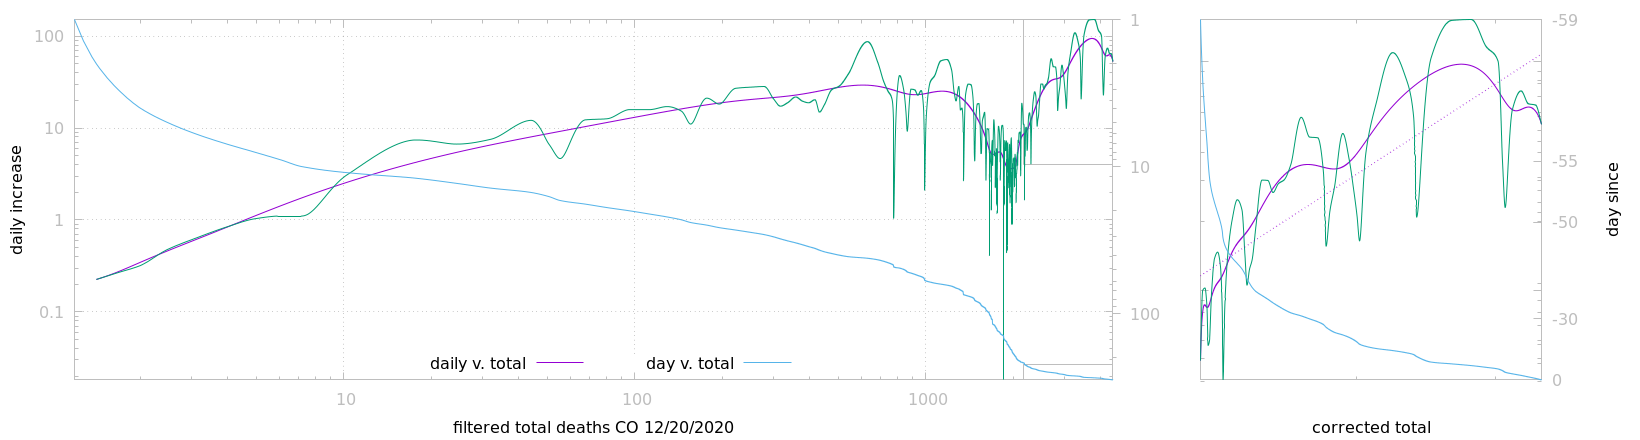 100
10
1
0.1
daily increase
daily v. total
day v. total
10
100
1000
filtered total deaths CO 12/20/2020
1
10
100
-59
-55
-50
-30
0
day since
corrected total